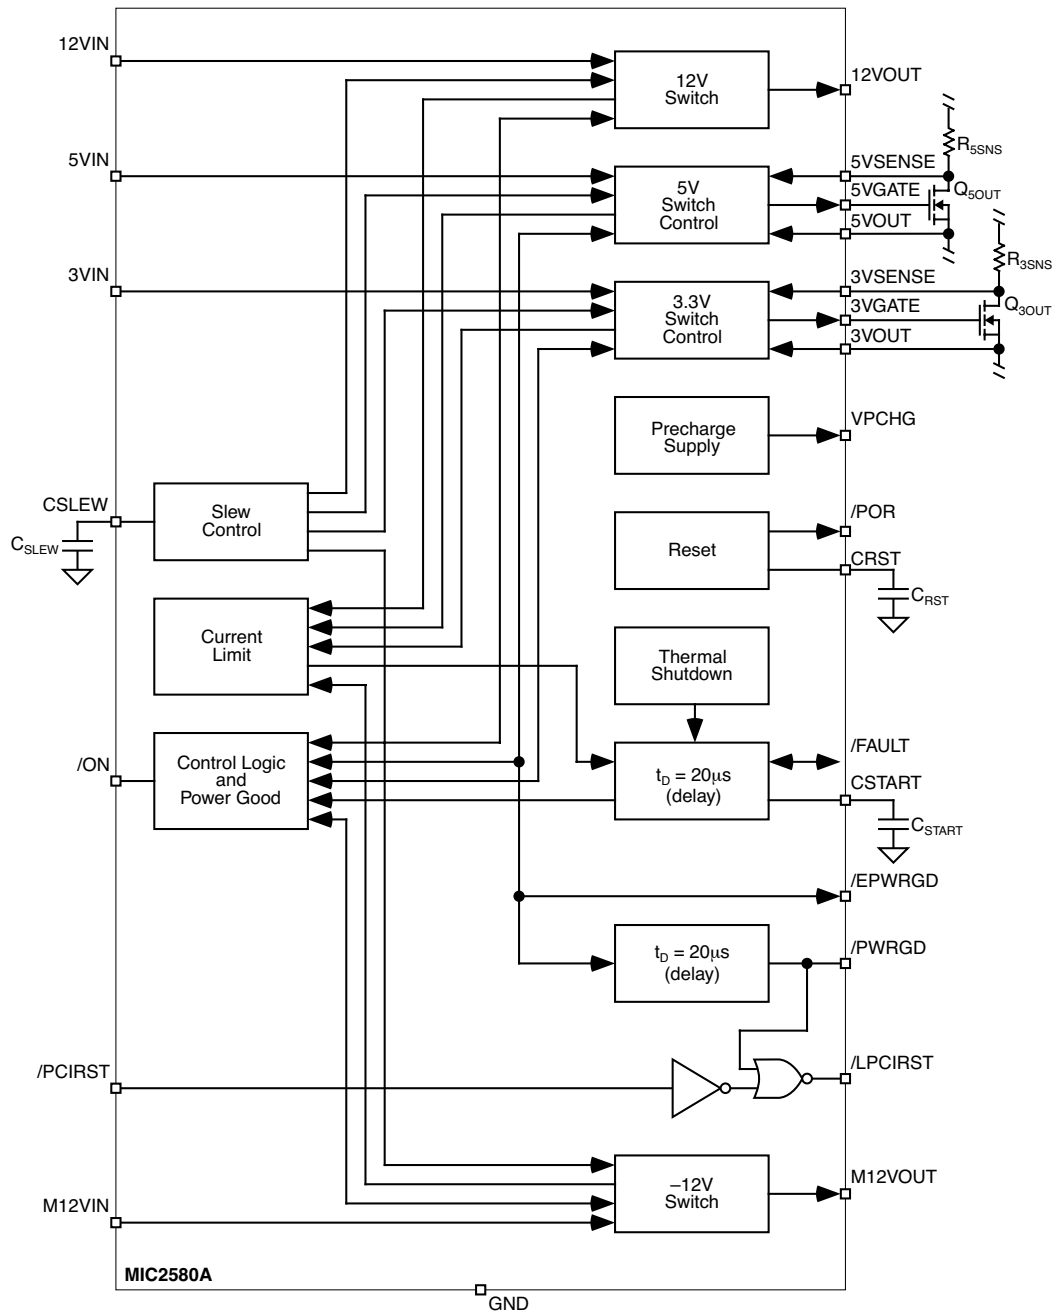 12VIN
12V
Switch
12VOUT
R5SNS
5VIN
5V
Switch
Control
5VSENSE
5VGATE
Q5OUT
5VOUT
R3SNS
3VIN
3.3V
Switch
Control
3VSENSE
3VGATE
Q3OUT
3VOUT
Precharge
Supply
VPCHG
CSLEW
CSLEW
Slew
Control
Reset
/POR
CRST
CRST
Current
Limit
Thermal
Shutdown
/ON
Control Logic
and
Power Good
tD = 20μs
(delay)
/FAULT
CSTART
CSTART
/EPWRGD
tD = 20μs
(delay)
/PWRGD
/PCIRST
/LPCIRST
M12VIN
–12V
Switch
M12VOUT
MIC2580A
GND